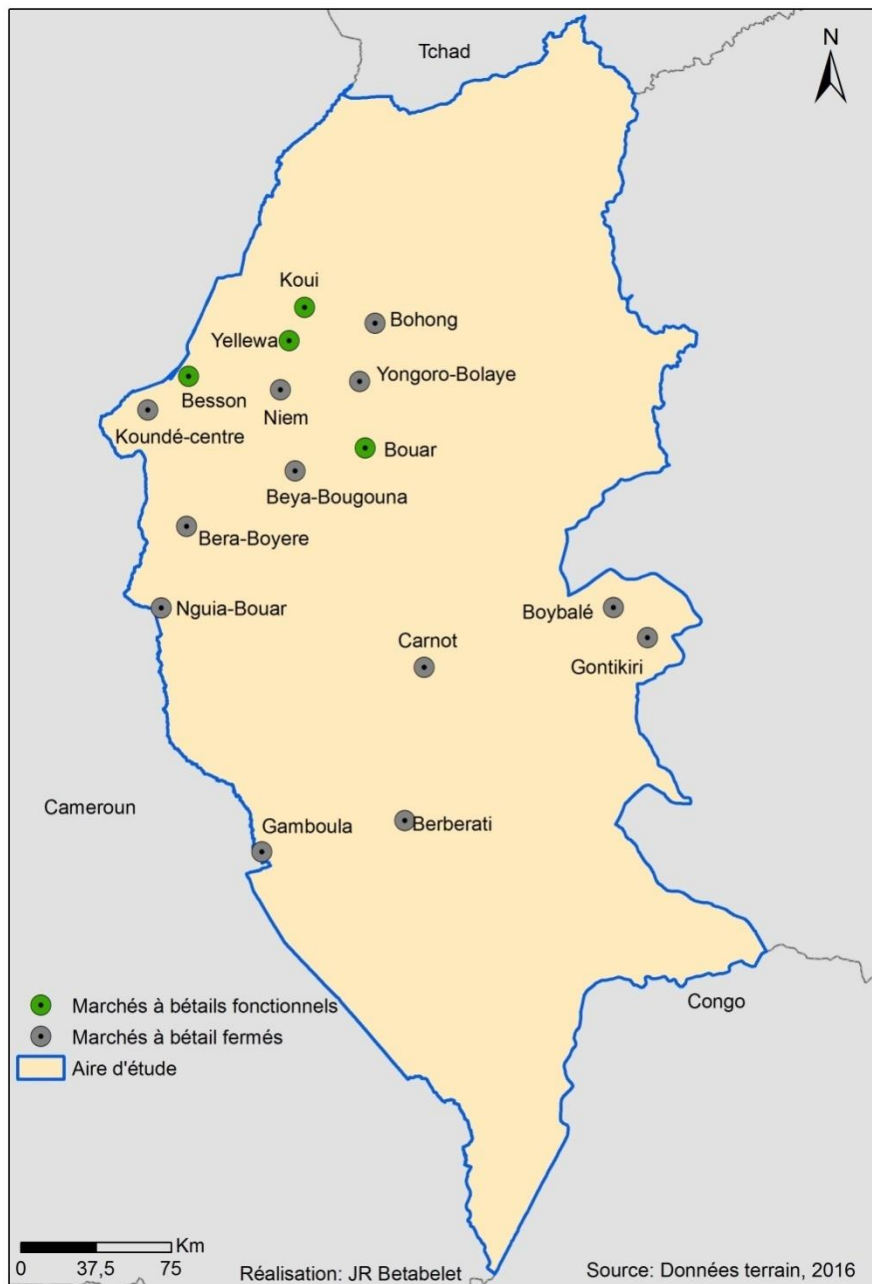 Tchad
N
Koui
Bohong
Yellewa
Yongoro-Bolaye
Besson
Niem
Koundé-centre
Bouar
Beya-Bougouna
Bera-Boyere
Nguia-Bouar
Boybalé
Carnot
Gontikiri
Cameroun
Gamboula
Berberati
Marchés à bétails fonctionnels
Congo
Marchés à bétail fermés
Aire d'étude
Km
0 37,5 75
Réalisation: JR Betabelet
Source: Données terrain, 2016